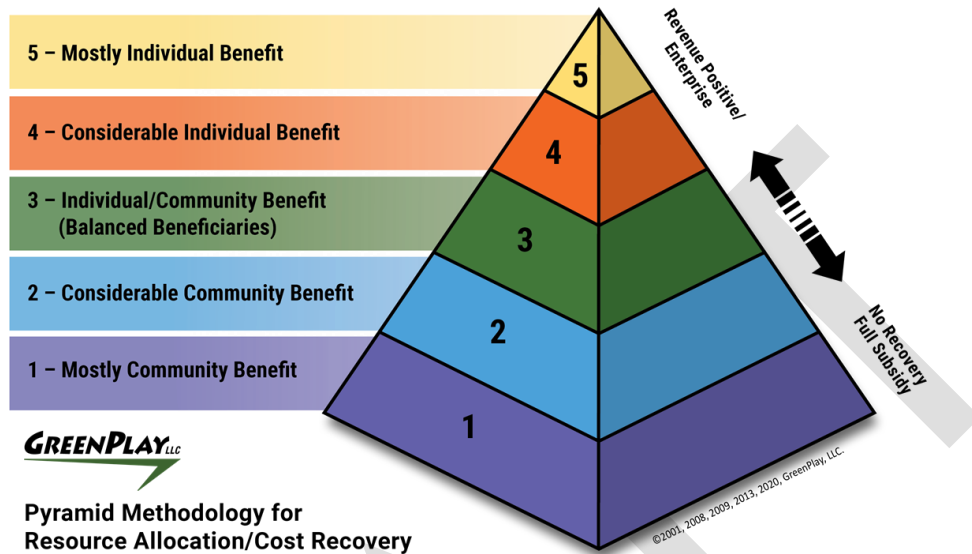 5 – Mostly Individual Benefit
4 – Considerable Individual Benefit
3 – Individual/Community Benefit
(Balanced Beneficiaries)
2 – Considerable Community Benefit
1 – Mostly Community Benefit
5
4
3
2
1
Revenue Positive/
Enterprise
No Recovery
Full Subsidy
GREENPLAY LLC
Pyramid Methodology for
Resource Allocation/Cost Recovery
©2001, 2008, 2009, 2013, 2020, GreenPlay, LLC.